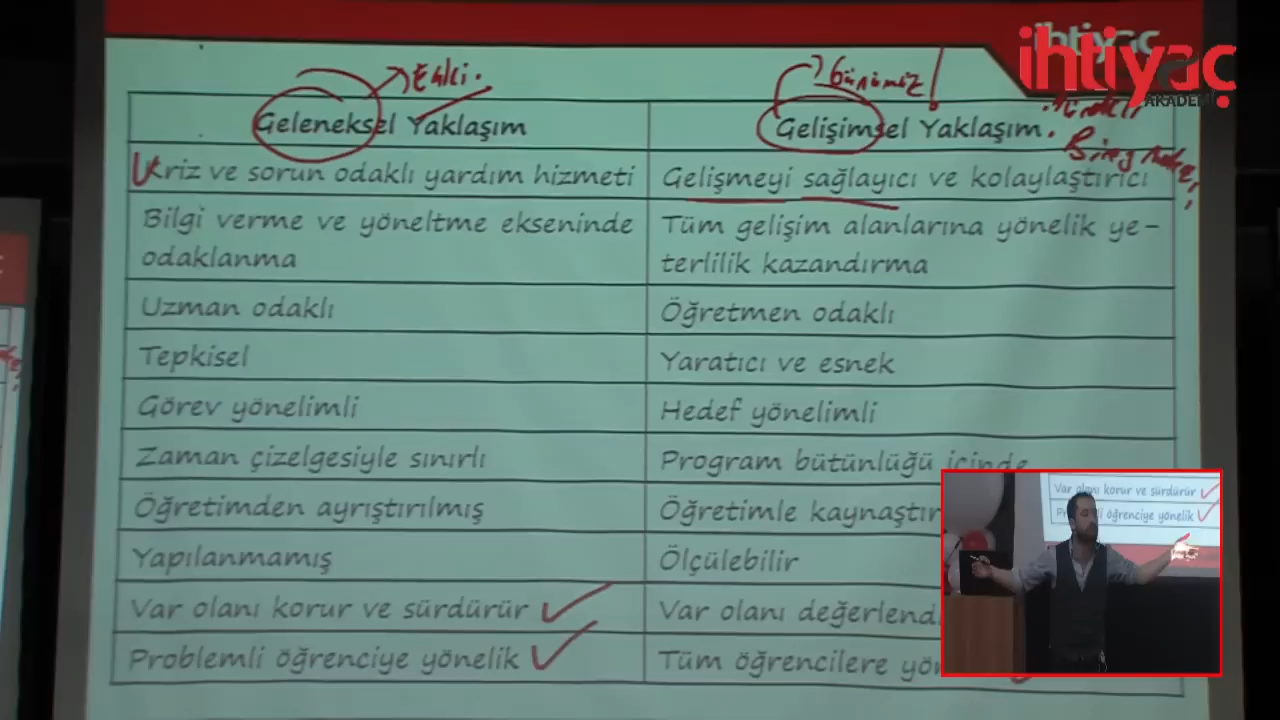 ihtiyaç
AKADEMİ
Eski.
Günümüz
Geleneksel Yaklaşım
Gelişimsel Yaklaşım.
Kriz ve sorun odaklı yardım hizmeti
Gelişmeyi sağlayıcı ve kolaylaştırıcı
Bilgi verme ve yöneltme ekseninde
odaklanma
Tüm gelişim alanlarına yönelik ye-
terlilik kazandırma
Uzman odaklı
Öğretmen odaklı
Tepkisel
Yaratıcı ve esnek
Görev yönelimli
Hedef yönelimli
Zaman çizelgesiyle sınırlı
Program bütünlüğü içinde
Öğretimden ayrıştırılmış
Öğretimle kaynaştır
Yapılanmamış
Ölçülebilir
Var olanı korur ve sürdürür
Var olanı değerlend
Problemli öğrenciye yönelik
Tüm öğrencilere yön
Var olanı korur ve sürdürür
öğrenciye yönelik